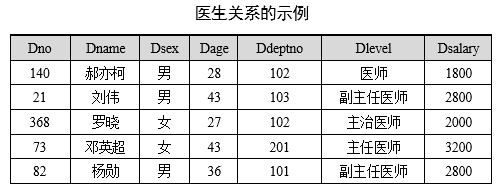 医生关系的示例
Dno Dname Dsex Dage Ddeptno Dlevel Dsalary
140 郝亦柯 男 28 102 医师 1800
21 刘伟 男 43 103 副主任医师 2800
368 罗晓 女 27 102 主治医师 2000
73 邓英超 女 43 201 主任医师 3200
82 杨勋 男 36 101 副主任医师 2800